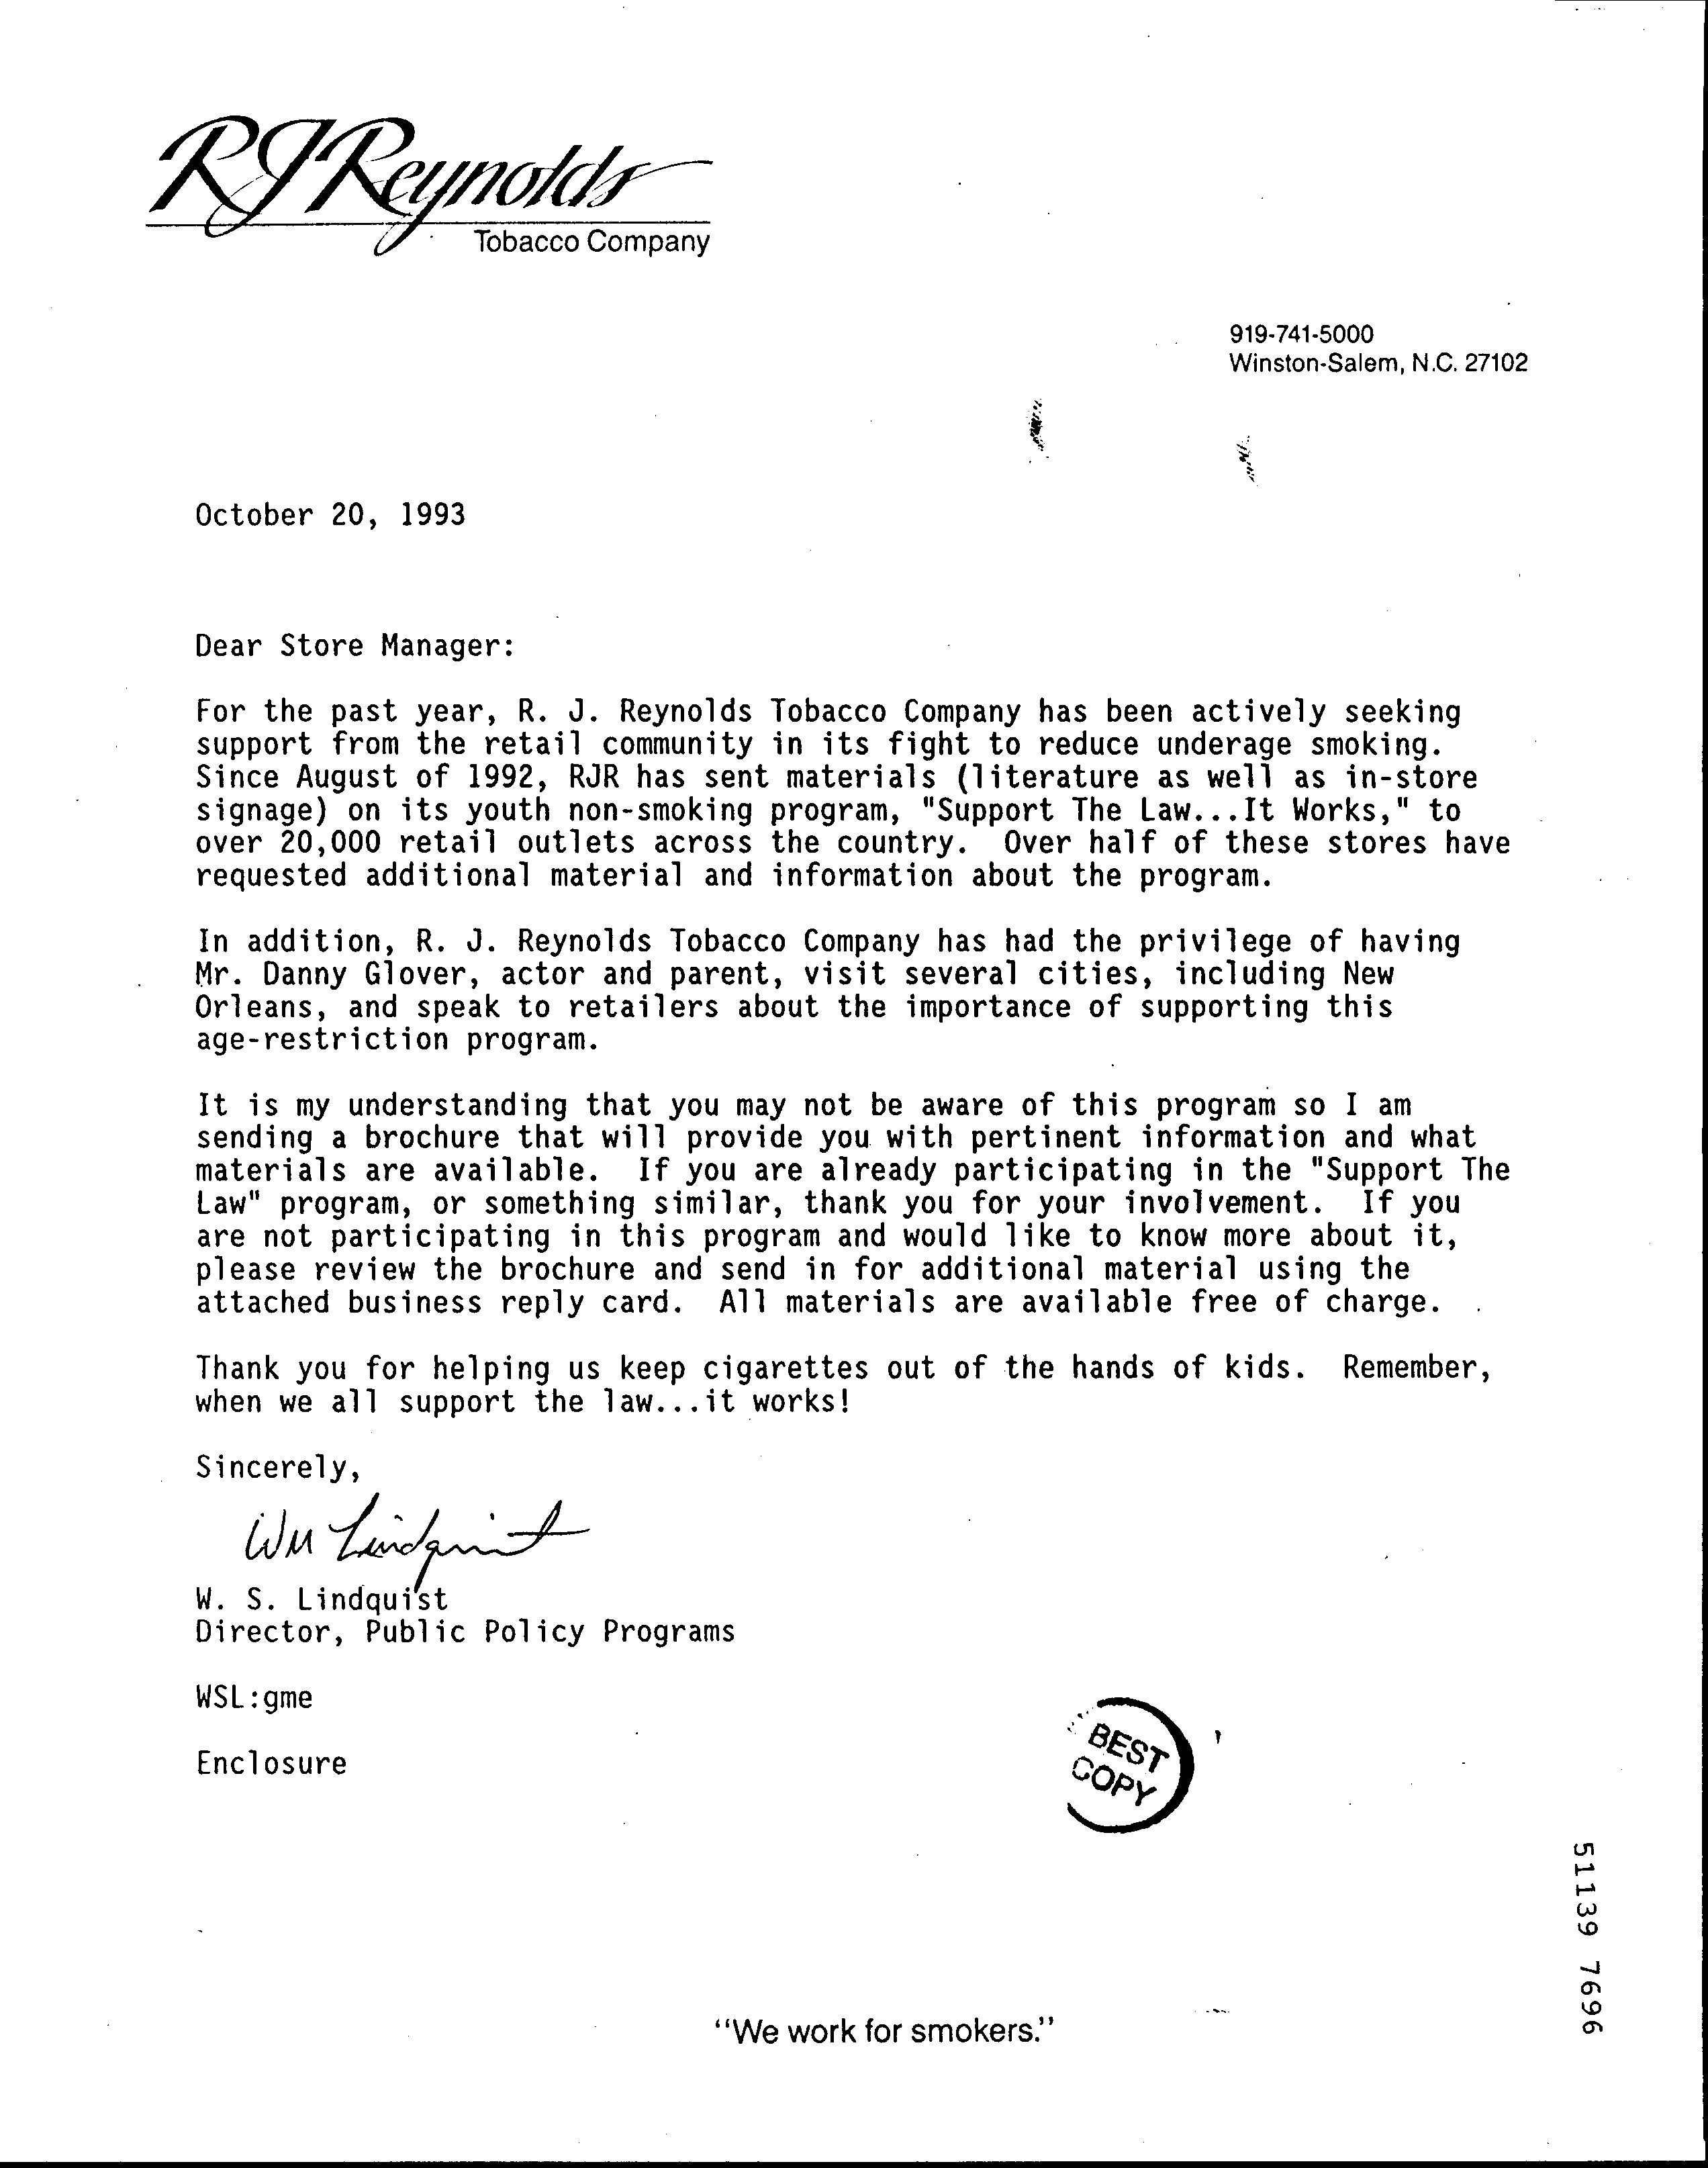 RJReynolds
Tobacco Company
919-741-5000
Winston-Salem, N.C. 27102
October 20, 1993
Dear Store Manager:
For the past year, R. J. Reynolds Tobacco Company has been actively seeking
support from the retail community in its fight to reduce underage smoking.
Since August of 1992, RJR has sent materials (literature as well as in-store
signage) on its youth non-smoking program, "Support The Law...It Works," to
over 20,000 retail outlets across the country. Over half of these stores have
requested additional material and information about the program.
In addition, R. J. Reynolds Tobacco Company has had the privilege of having
Mr. Danny Glover, actor and parent, visit several cities, including New
Orleans, and speak to retailers about the importance of supporting this
age-restriction program.
It is my understanding that you may not be aware of this program so I am
sending a brochure that will provide you with pertinent information and what
materials are available. If you are already participating in the "Support The
Law" program, or something similar, thank you for your involvement. If you
are not participating in this program and would like to know more about it,
please review the brochure and send in for additional material using the
attached business reply card. All materials are available free of charge.
Thank you for helping us keep cigarettes out of the hands of kids. Remember,
when we all support the law...it works!
Sincerely,
Wm Lindquist
W. S. Lindquist
Director, Public Policy Programs
WSL:gme
Enclosure
BEST
COPY
51139 7696
"We work for smokers."